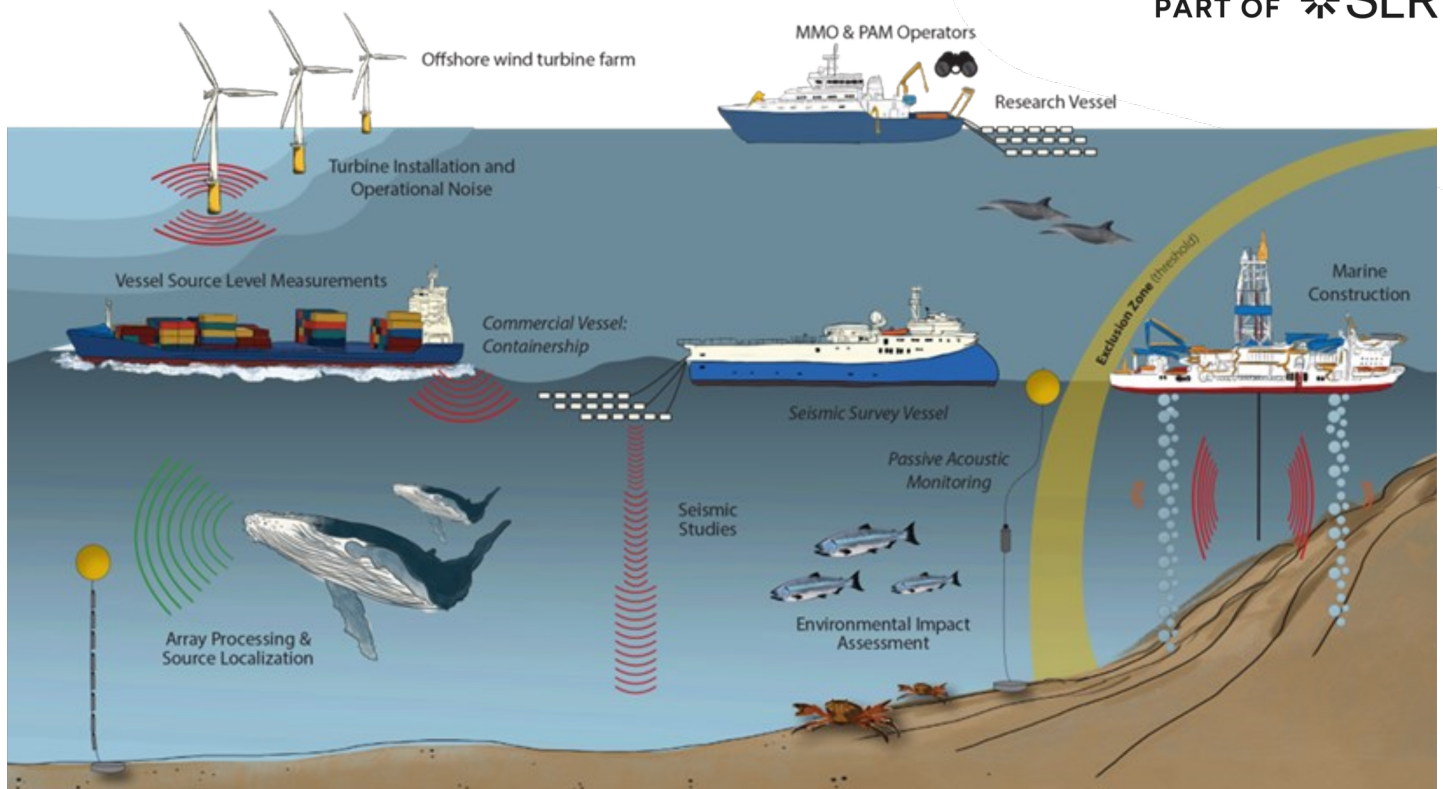 PART OF SLR
MMO & PAM Operators
Offshore wind turbine farm
Research Vessel
Turbine Installation and
Operational Noise
Vessel Source Level Measurements
Exclusion Zone (threshold)
Marine
Construction
Commercial Vessel:
Containership
Seismic Survey Vessel
Passive Acoustic
Monitoring
Seismic
Studies
Environmental Impact
Assessment
Array Processing &
Source Localization